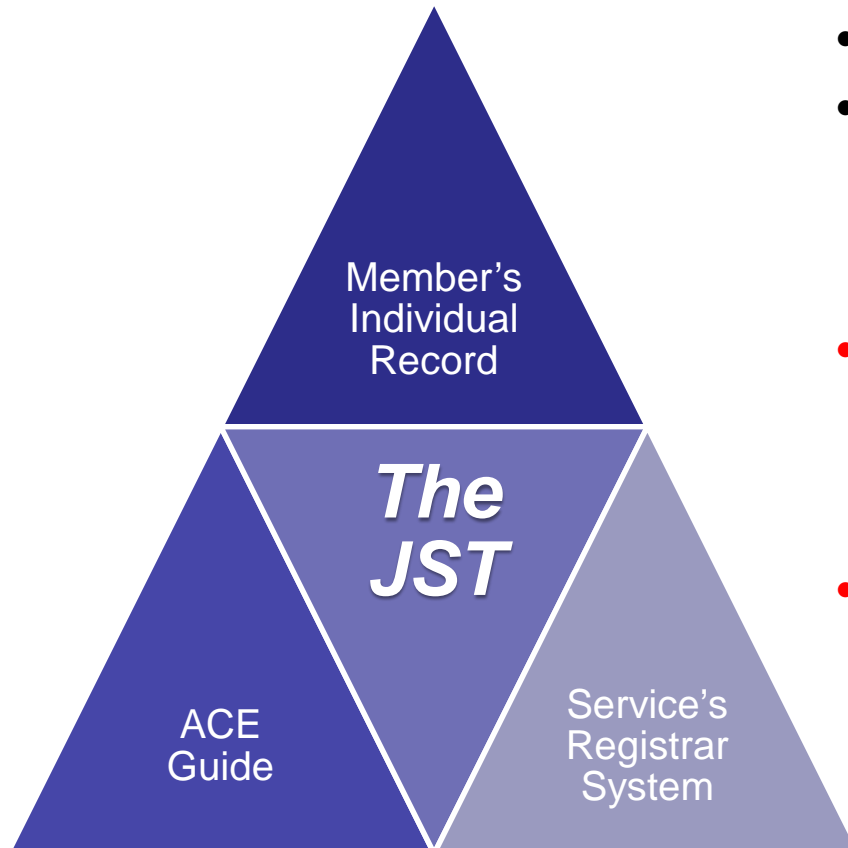 Member’s
Individual
Record
The
JST
ACE
Guide
Service’s
Registrar
System